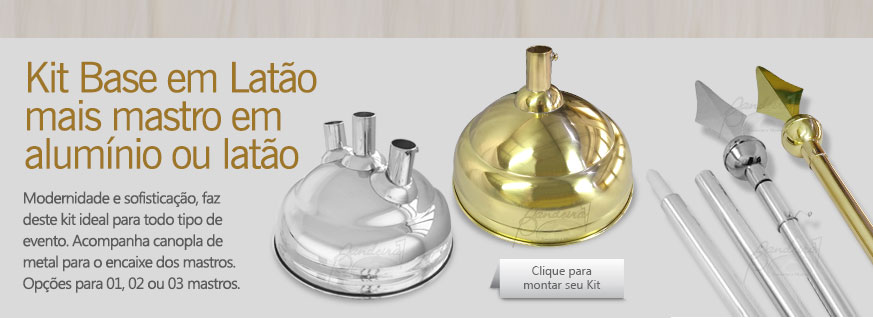 Kit Base em Latão
mais mastro em
alumínio ou latão
Modernidade e sofisticação, faz
deste kit ideal para todo tipo de
evento. Acompanha canopla de
metal para o encaixe dos mastros.
Opções para 01, 02 ou 03 mastros.
Clique para
montar seu Kit